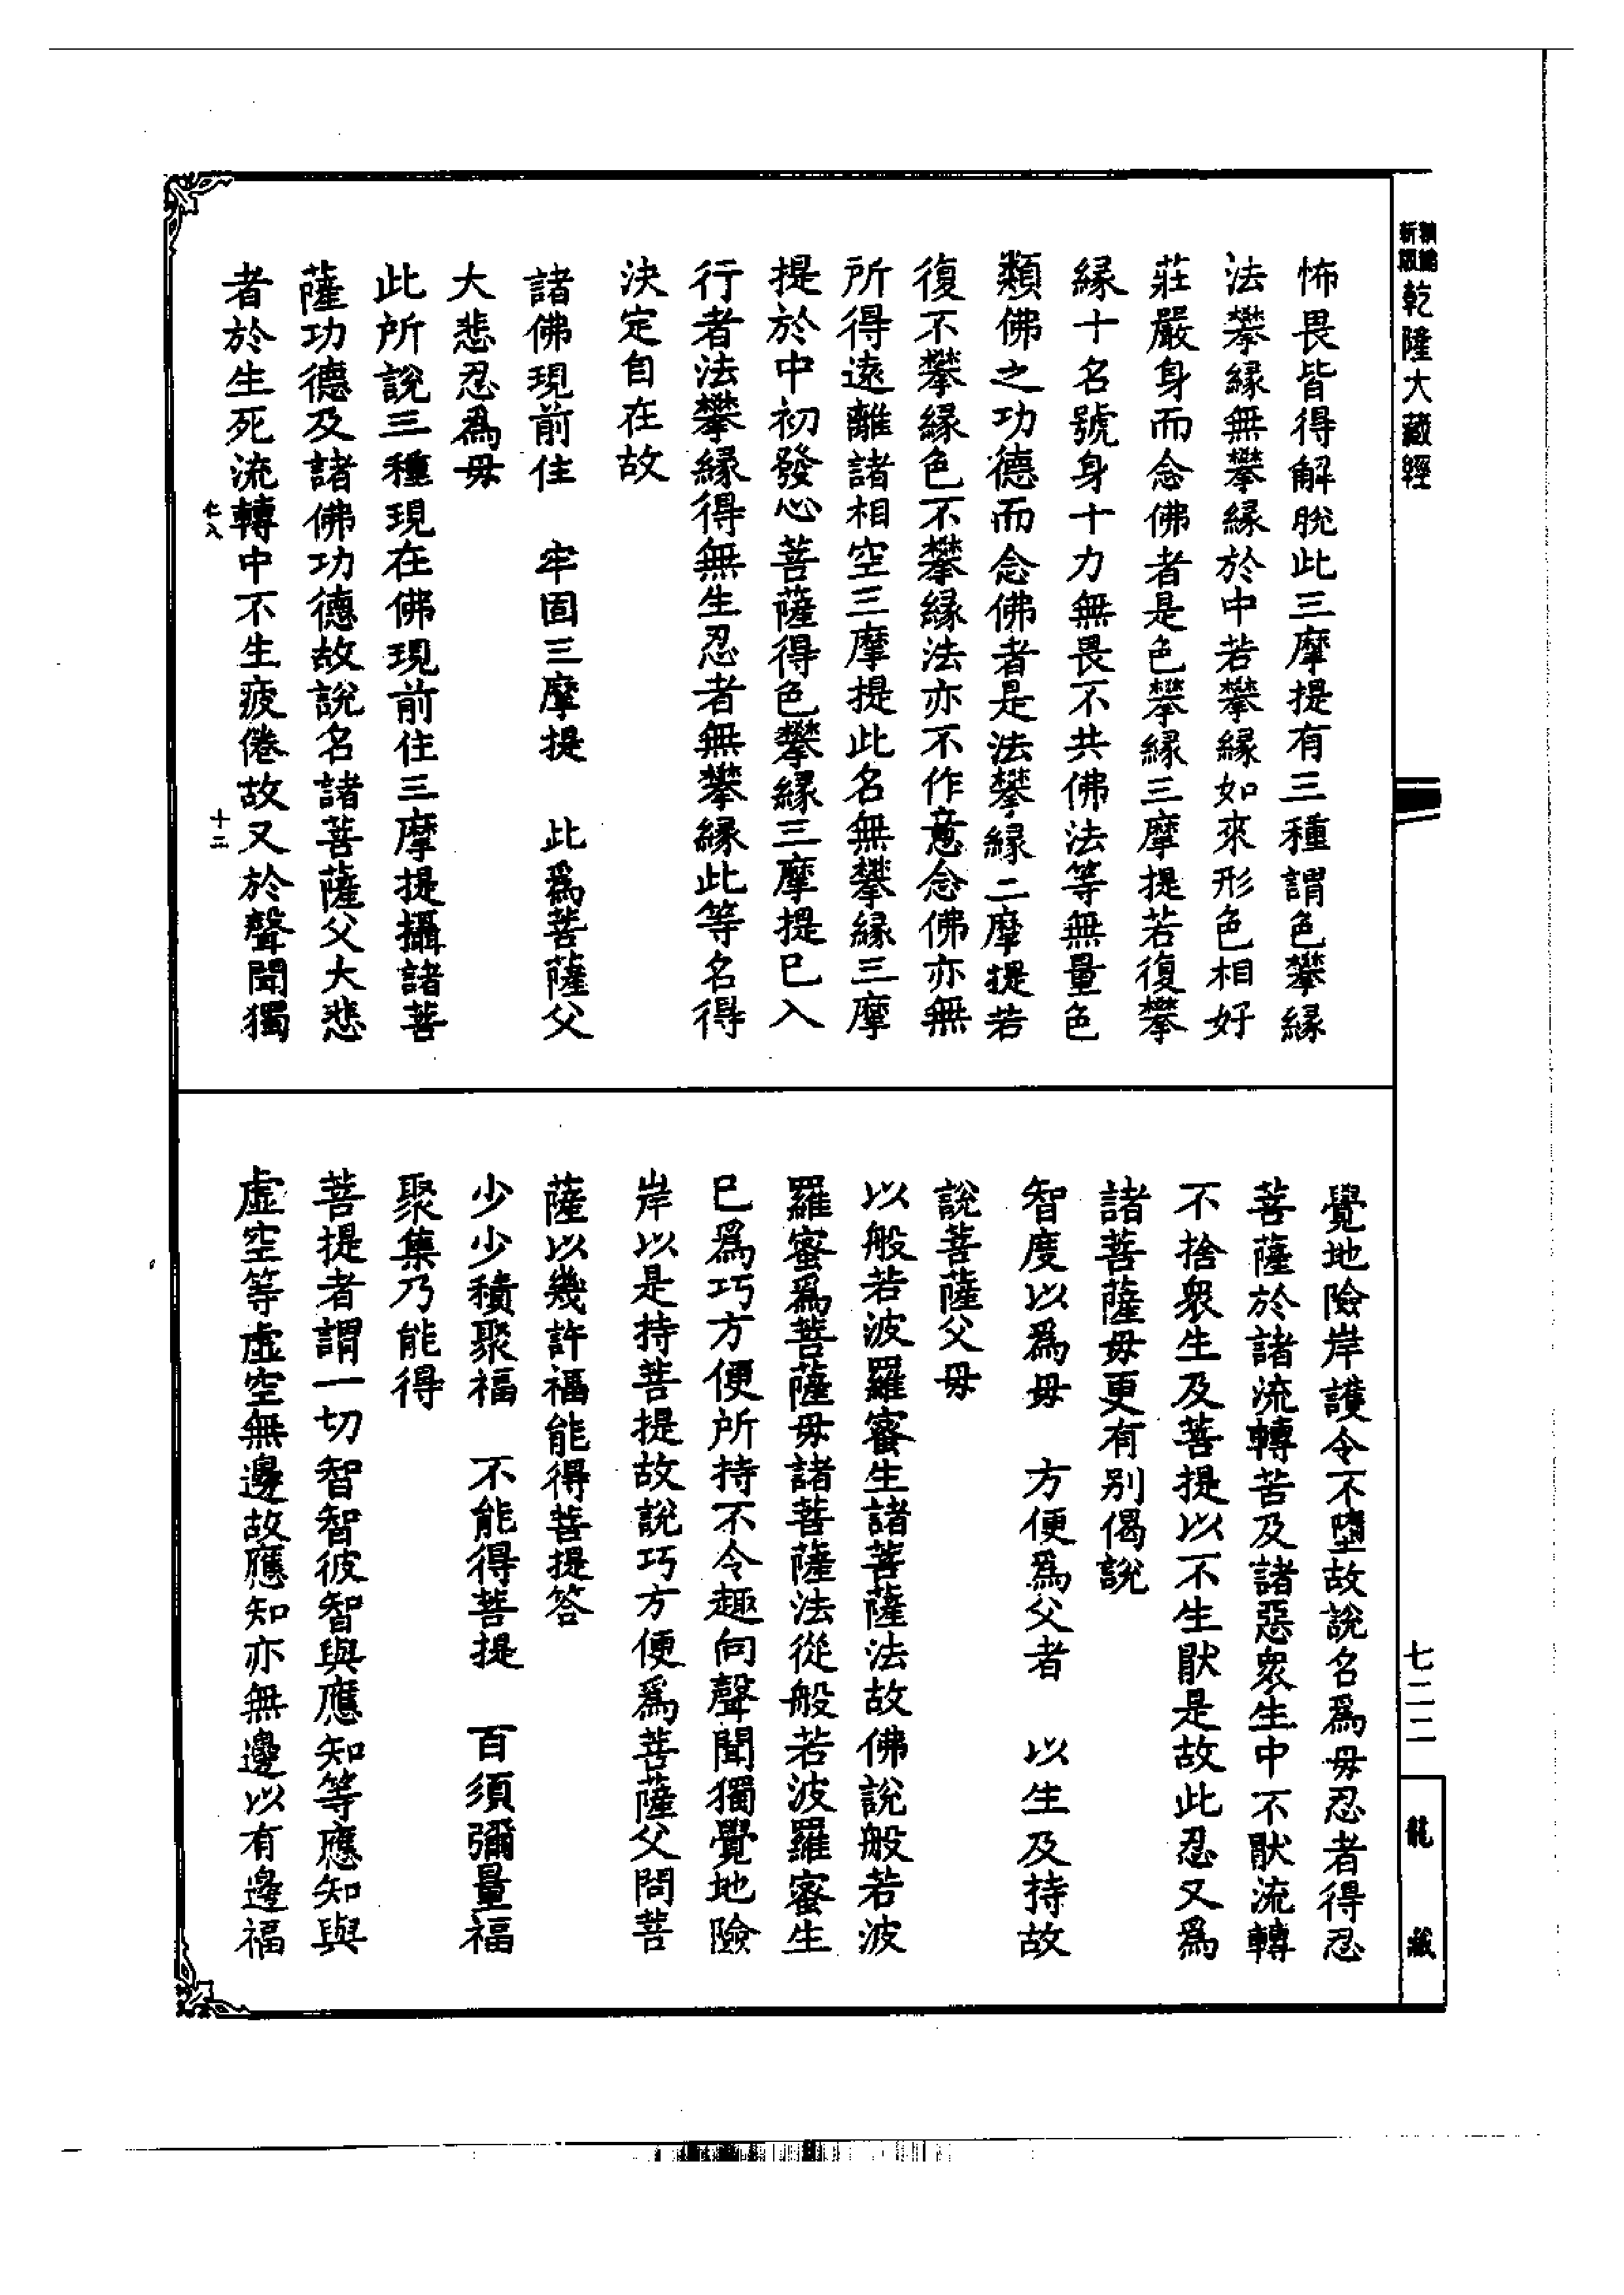 新編
縮版
乾隆大藏經
怖畏皆得解脫此三摩提有三種謂色攀緣
法攀緣無攀緣於中若攀緣如來形色相好
莊嚴身而念佛者是色攀緣三摩提若復攀
緣十名號身十力無畏不共佛法等無量色
類佛之功德而念佛者是法攀緣二摩提若
復不攀緣色不攀緣法亦不作意念佛亦無
所得遠離諸相空三摩提此名無攀緣三摩
提於中初發心菩薩得色攀緣三摩提已入
行者法攀緣得無生忍者無攀緣此等名得
決定自在故
諸佛現前住　牢固三摩提　此為菩薩父
大悲忍為毋
此所說三種現在佛現前住三摩提攝諸菩
薩功德及諸佛功德故說名諸菩薩父大悲
者於生死流轉中不生疲倦故又於聲聞獨
七八　十二
覺地險岸護令不墮故說名為毋忍者得忍
菩薩於諸流轉苦及諸惡眾生中不猒流轉
不捨眾生及菩提以不生猒是故此忍又為
諸菩薩毋更有別偈說
智度以為毋　方便為父者　以生及持故
說菩薩父毋
以般若波羅蜜生諸菩薩法故佛說般若波
羅蜜為菩薩毋諸菩薩法從般若波羅蜜生
已為巧方便所持不令趣向聲聞獨覺地險
岸以是持菩提故說巧方便為菩薩父問菩
薩以幾許福能得菩提答
少少積聚福　不能得菩提　百須彌量福
聚集乃能得
菩提者謂一切智智彼智與應知等應知與
虛空等虛空無邊故應知亦無邊以有邊福
七二二
龍藏